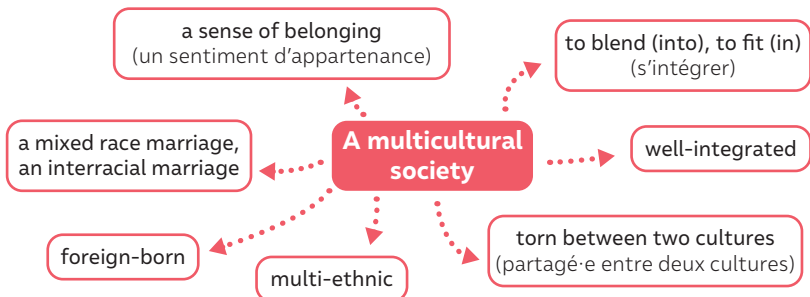 a sense of belonging
(un sentiment d’appartenance)
to blend (into), to fit (in)
(s’intégrer)
a mixed race marriage,
an interracial marriage
A multicultural
society
well-integrated
foreign-born
multi-ethnic
torn between two cultures
(partagé·e entre deux cultures)